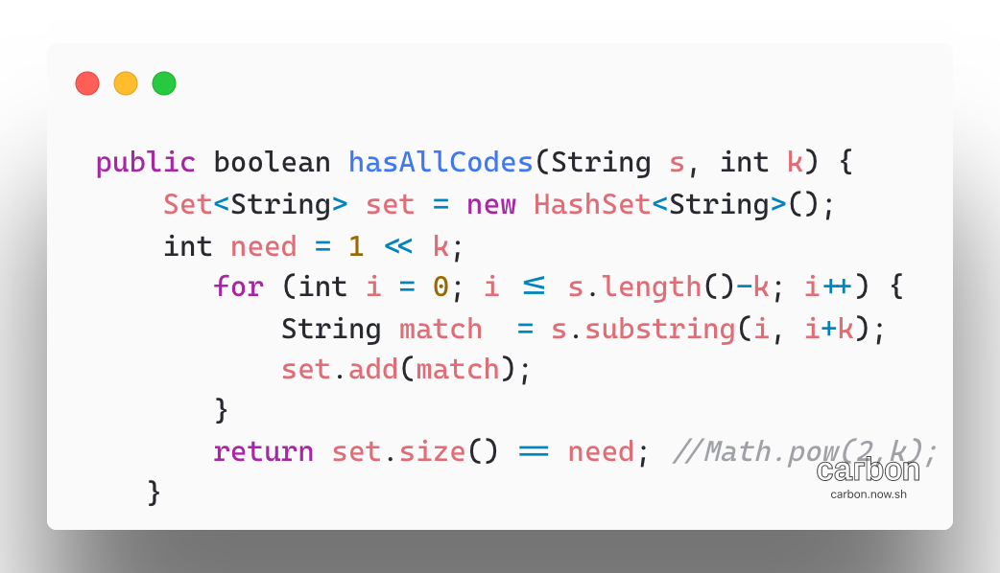 public boolean hasAllCodes(String s, int k) {
Set<String> set = new HashSet<String>();
int need = 1 << k;
for (int i = 0; i <= s.length()-k; i++) {
String match  = s.substring(i, i+k);
set.add(match);
}
return set.size() == need; //Math.pow(2,k);
}
carbon
carbon.now.sh